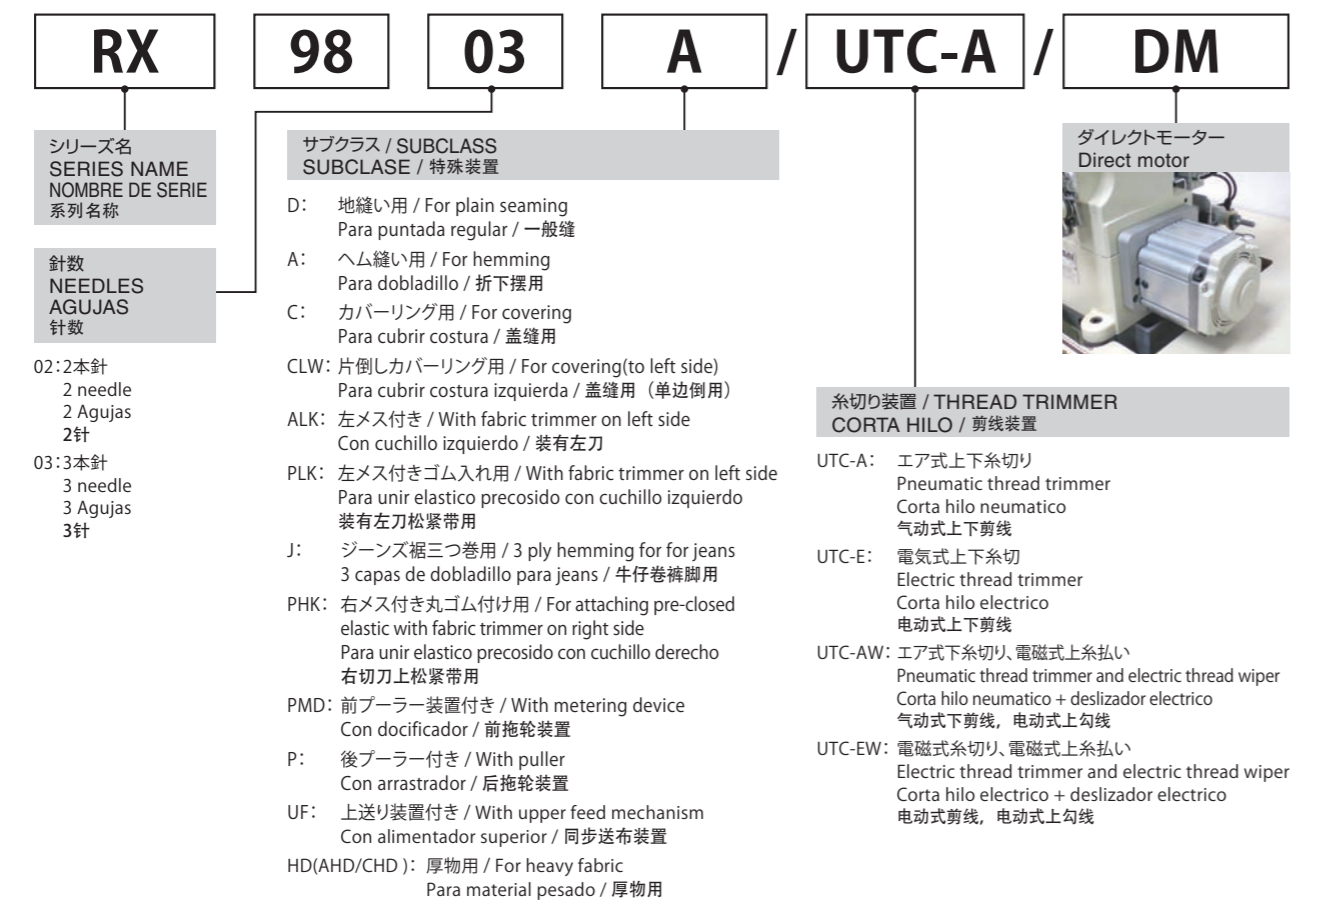 RX 98 03 A / UTC-A / DM
シリーズ名
SERIES NAME
NOMBRE DE SERIE
系列名称
針数
NEEDLES
AGUJAS
针数
02：2本針
2 needle
2 Agujas
2针
03：3本針
3 needle
3 Agujas
3针
サブクラス / SUBCLASS
SUBCLASE / 特殊装置
D： 地縫い用 / For plain seaming
Para puntada regular / 一般缝
A： ヘム縫い用 / For hemming
Para dobladillo / 折下摆用
C： カバーリング用 / For covering
Para cubrir costura / 盖缝用
CLW： 片倒しカバーリング用 / For covering(to left side)
Para cubrir costura izquierda / 盖缝用（单边倒用）
ALK： 左メス付き / With fabric trimmer on left side
Con cuchillo izquierdo / 装有左刀
PLK： 左メス付きゴム入れ用 / With fabric trimmer on left side
Para unir elastico precosido con cuchillo izquierdo
装有左刀松紧带用
J： ジーンズ裾三つ巻用 / 3 ply hemming for for jeans
3 capas de dobladillo para jeans / 牛仔卷裤脚用
PHK： 右メス付き丸ゴム付け用 / For attaching pre-closed
elastic with fabric trimmer on right side
Para unir elastico precosido con cuchillo derecho
右切刀上松紧带用
PMD： 前プーラー装置付き / With metering device
Con docificador / 前拖轮装置
P： 後プーラー付き / With puller
Con arrastrador / 后拖轮装置
UF： 上送り装置付き / With upper feed mechanism
Con alimentador superior / 同步送布装置
HD(AHD/CHD )： 厚物用 / For heavy fabric
Para material pesado / 厚物用
ダイレクトモーター
Direct motor
糸切り装置 / THREAD TRIMMER
CORTA HILO / 剪线装置
UTC-A： エア式上下糸切り
Pneumatic thread trimmer
Corta hilo neumatico
气动式上下剪线
UTC-E： 電気式上下糸切
Electric thread trimmer
Corta hilo electrico
电动式上下剪线
UTC-AW： エア式下糸切り、電磁式上糸払い
Pneumatic thread trimmer and electric thread wiper
Corta hilo neumatico + deslizador electrico
气动式下剪线，电动式上勾线
UTC-EW： 電磁式糸切り、電磁式上糸払い
Electric thread trimmer and electric thread wiper
Corta hilo electrico + deslizador electrico
电动式剪线，电动式上勾线